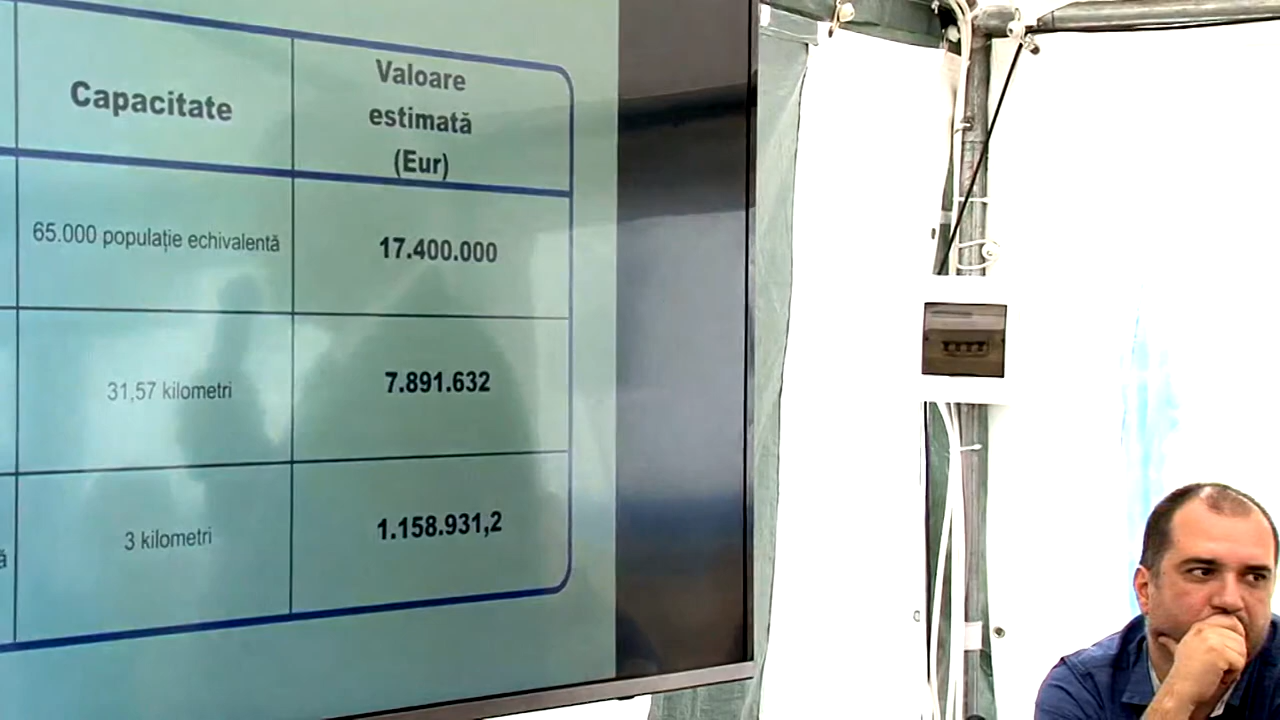 Capacitate
Valoare
estimată
(Eur)
65.000 populație echivalentă
17.400.000
31,57 kilometri
7.891.632
3 kilometri
1.158.931,2